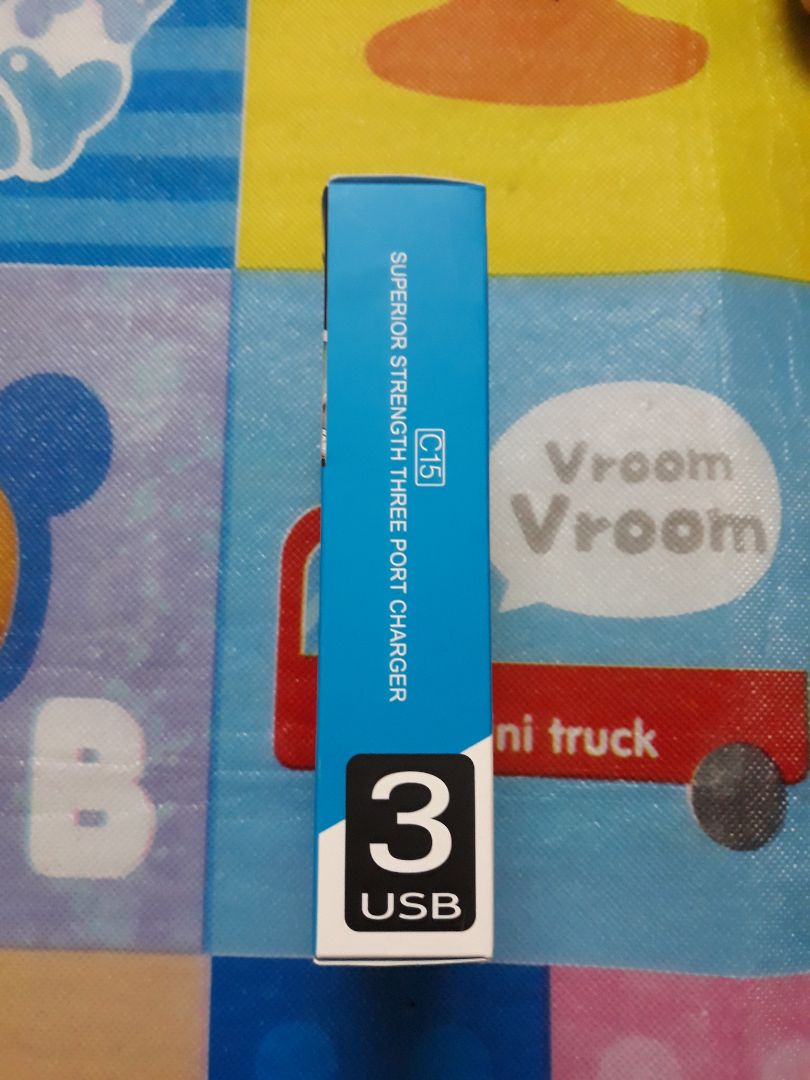 C15
SUPERIOR STRENGTH THREE PORT CHARGER
3
USB
Vroom
Vroom
ni truck
B